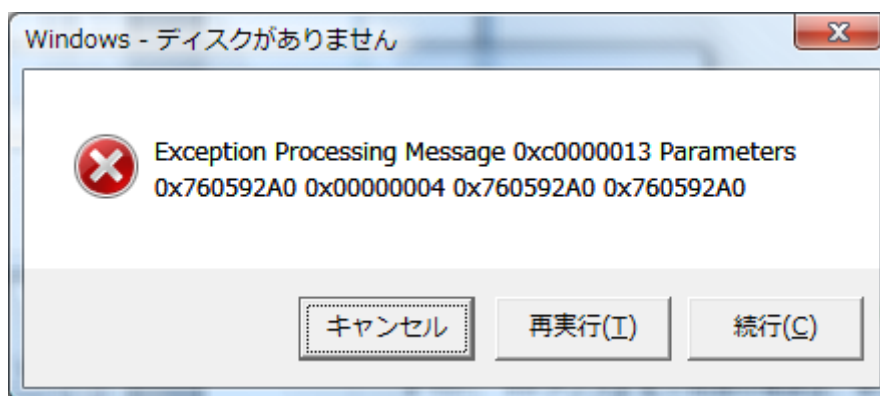 Windows - ディスクがありません
Exception Processing Message 0xc0000013 Parameters
0x760592A0 0x00000004 0x760592A0 0x760592A0
キャンセル
再実行(T)
続行(C)